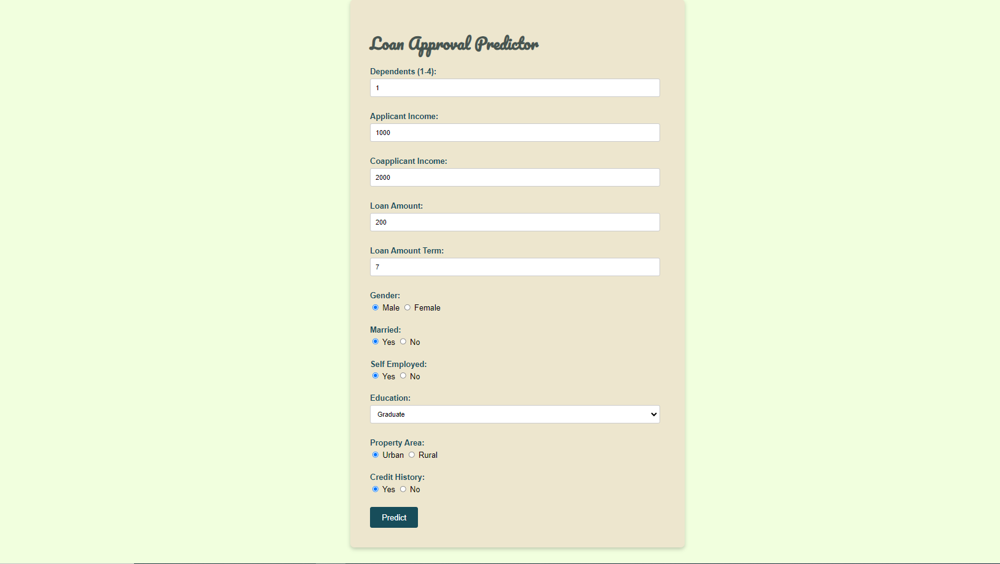 Loan Approval Predictor
Dependents (1-4):
1
Applicant Income:
1000
Coapplicant Income:
2000
Loan Amount:
200
Loan Amount Term:
7
Gender:
Male Female
Married:
Yes No
Self Employed:
Yes No
Education:
Graduate
Property Area:
Urban Rural
Credit History:
Yes No
Predict